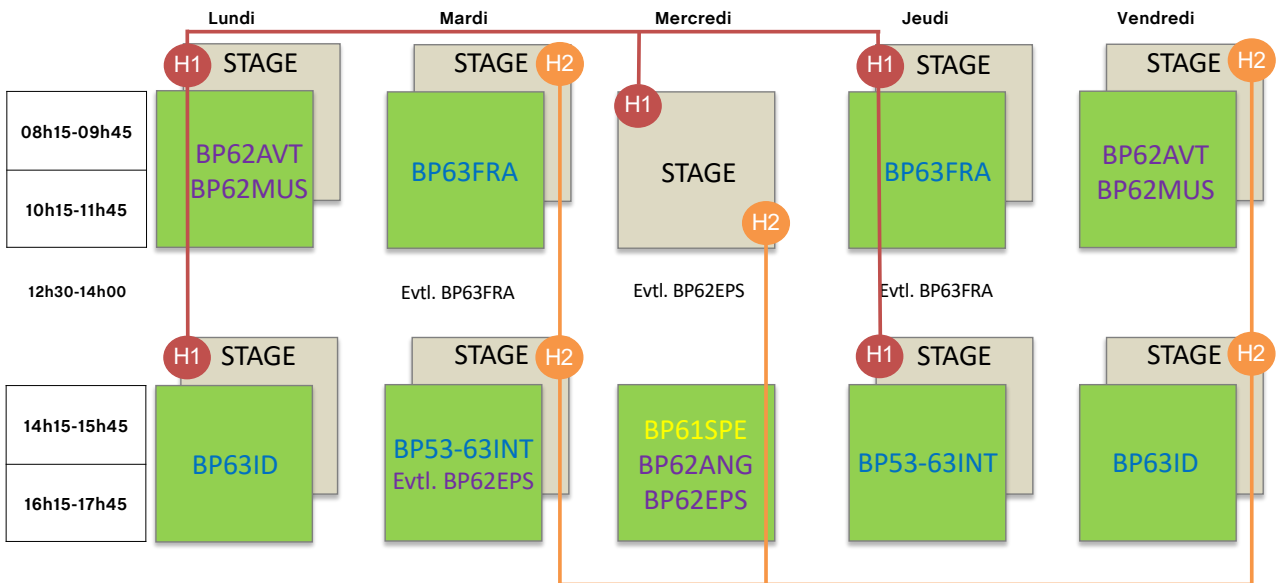 Lundi Mardi Mercredi Jeudi Vendredi
H1 STAGE STAGE H2 H1 STAGE STAGE H2
H1
08h15-09h45
BP62AVT
BP62MUS
BP63FRA
STAGE
BP63FRA
BP62AVT
BP62MUS
10h15-11h45
H2
12h30-14h00 Evtl. BP63FRA Evtl. BP62EPS Evtl. BP63FRA
H1 STAGE STAGE H2 H1 STAGE STAGE H2
14h15-15h45
BP63ID
BP53-63INT
Evtl. BP62EPS
BP61SPE
BP62ANG
BP62EPS
BP53-63INT
BP63ID
16h15-17h45